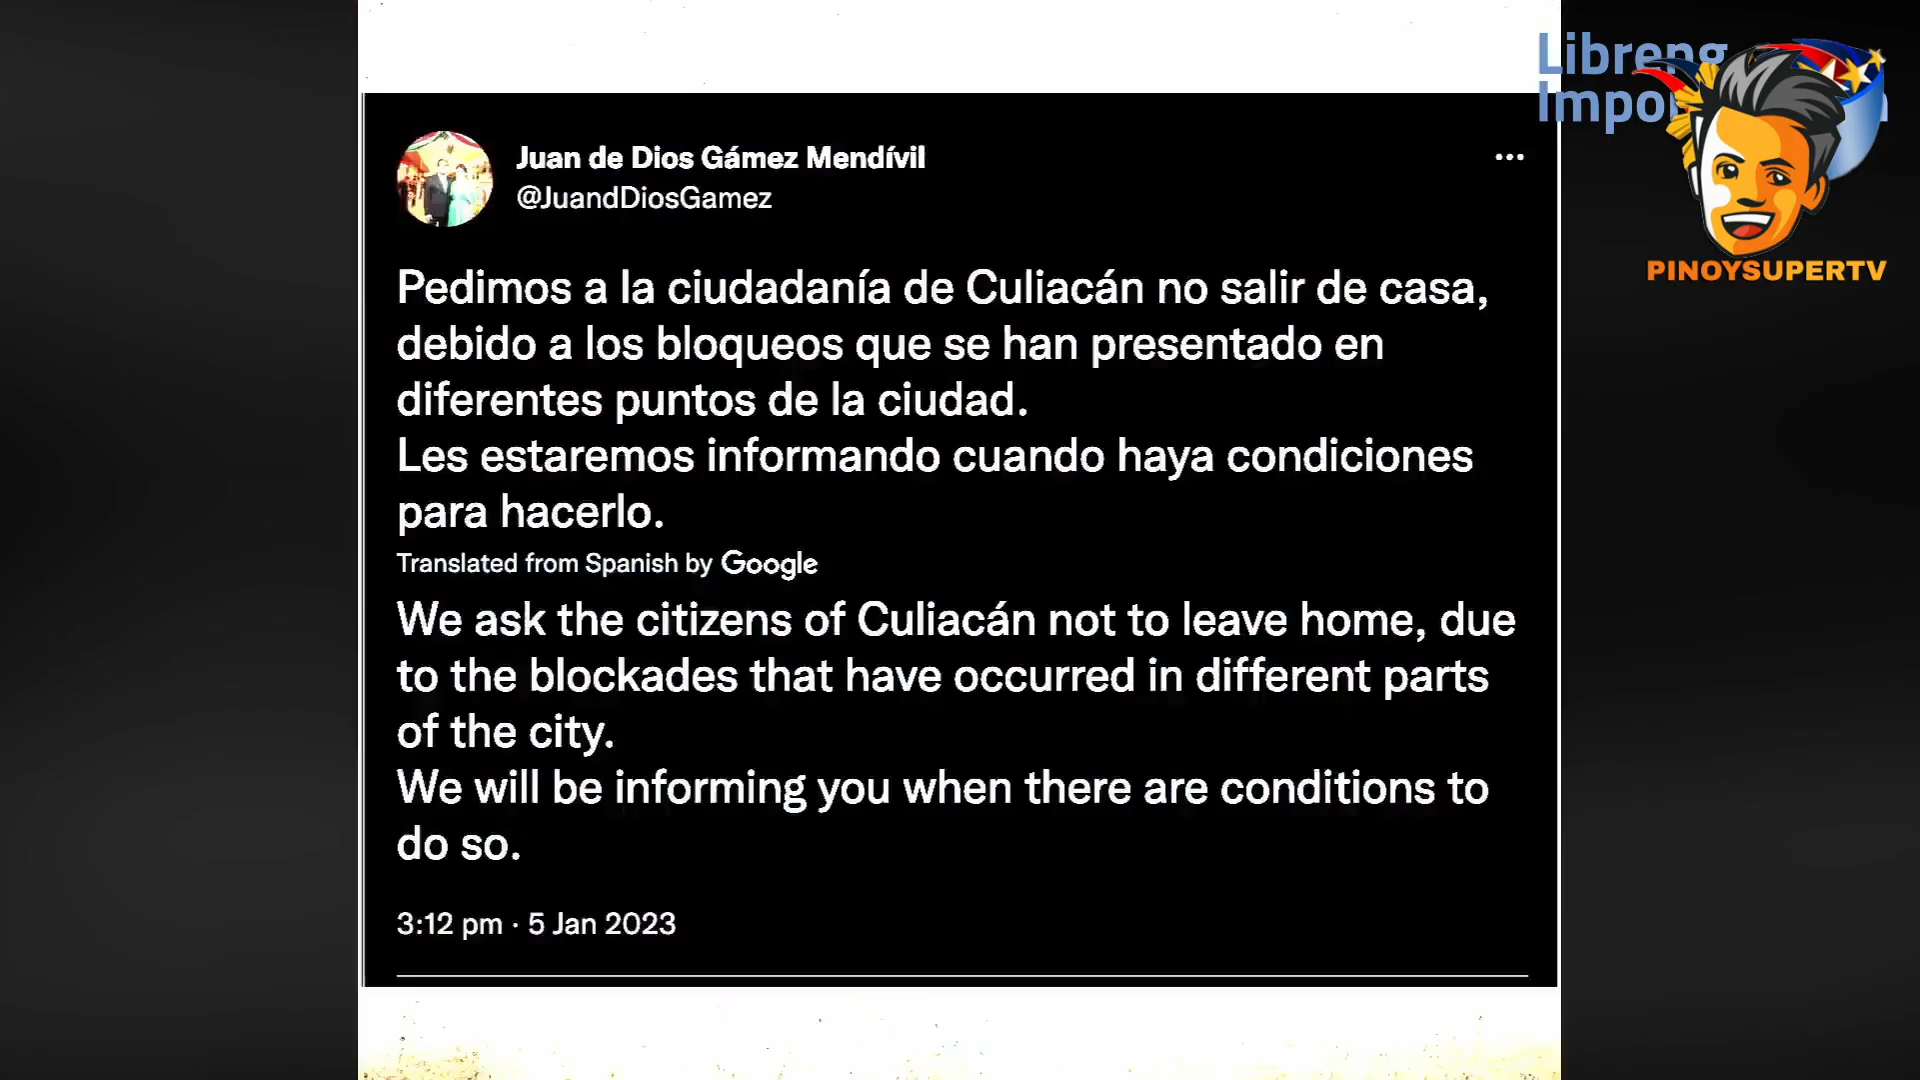 Libreng
Juan de Dios Gámez Mendívil
@JuandDiosGamez
PINOYSUPERTV
Pedimos a la ciudadanía de Culiacán no salir de casa,
debido a los bloqueos que se han presentado en
diferentes puntos de la ciudad.
Les estaremos informando cuando haya condiciones
para hacerlo.
Translated from Spanish by Google
We ask the citizens of Culiacán not to leave home, due
to the blockades that have occurred in different parts
of the city.
We will be informing you when there are conditions to
do so.
3:12 pm · 5 Jan 2023